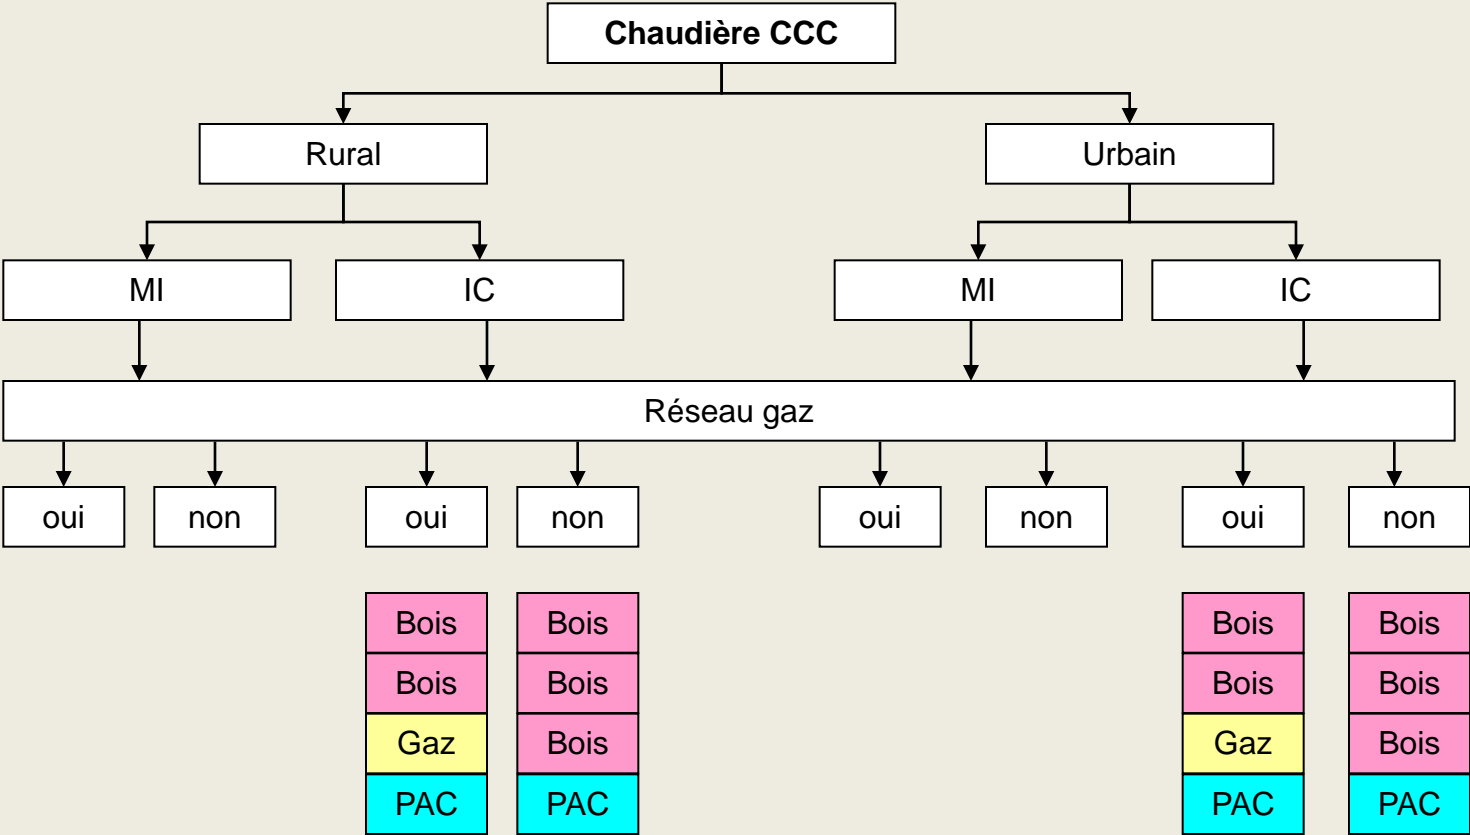 Chaudière CCC
Rural Urbain
MI IC MI IC
Réseau gaz
oui non oui non oui non oui non
Bois Bois Bois Bois
Bois Bois Bois Bois
Gaz Bois Gaz Bois
PAC PAC PAC PAC